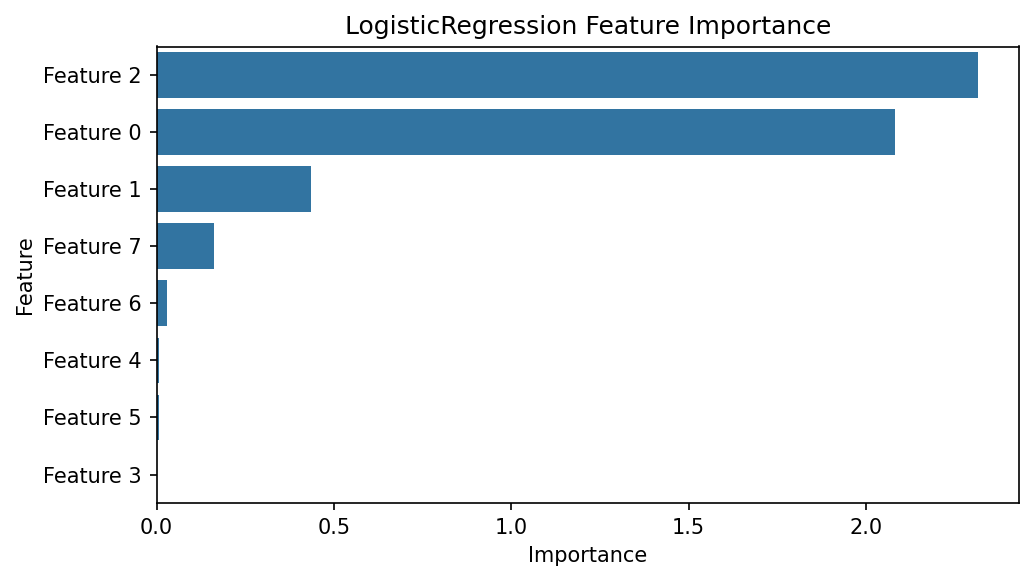 LogisticRegression Feature Importance
Feature
Feature 2
Feature 0
Feature 1
Feature 7
Feature 6
Feature 4
Feature 5
Feature 3
0.0 0.5 1.0 1.5 2.0
Importance